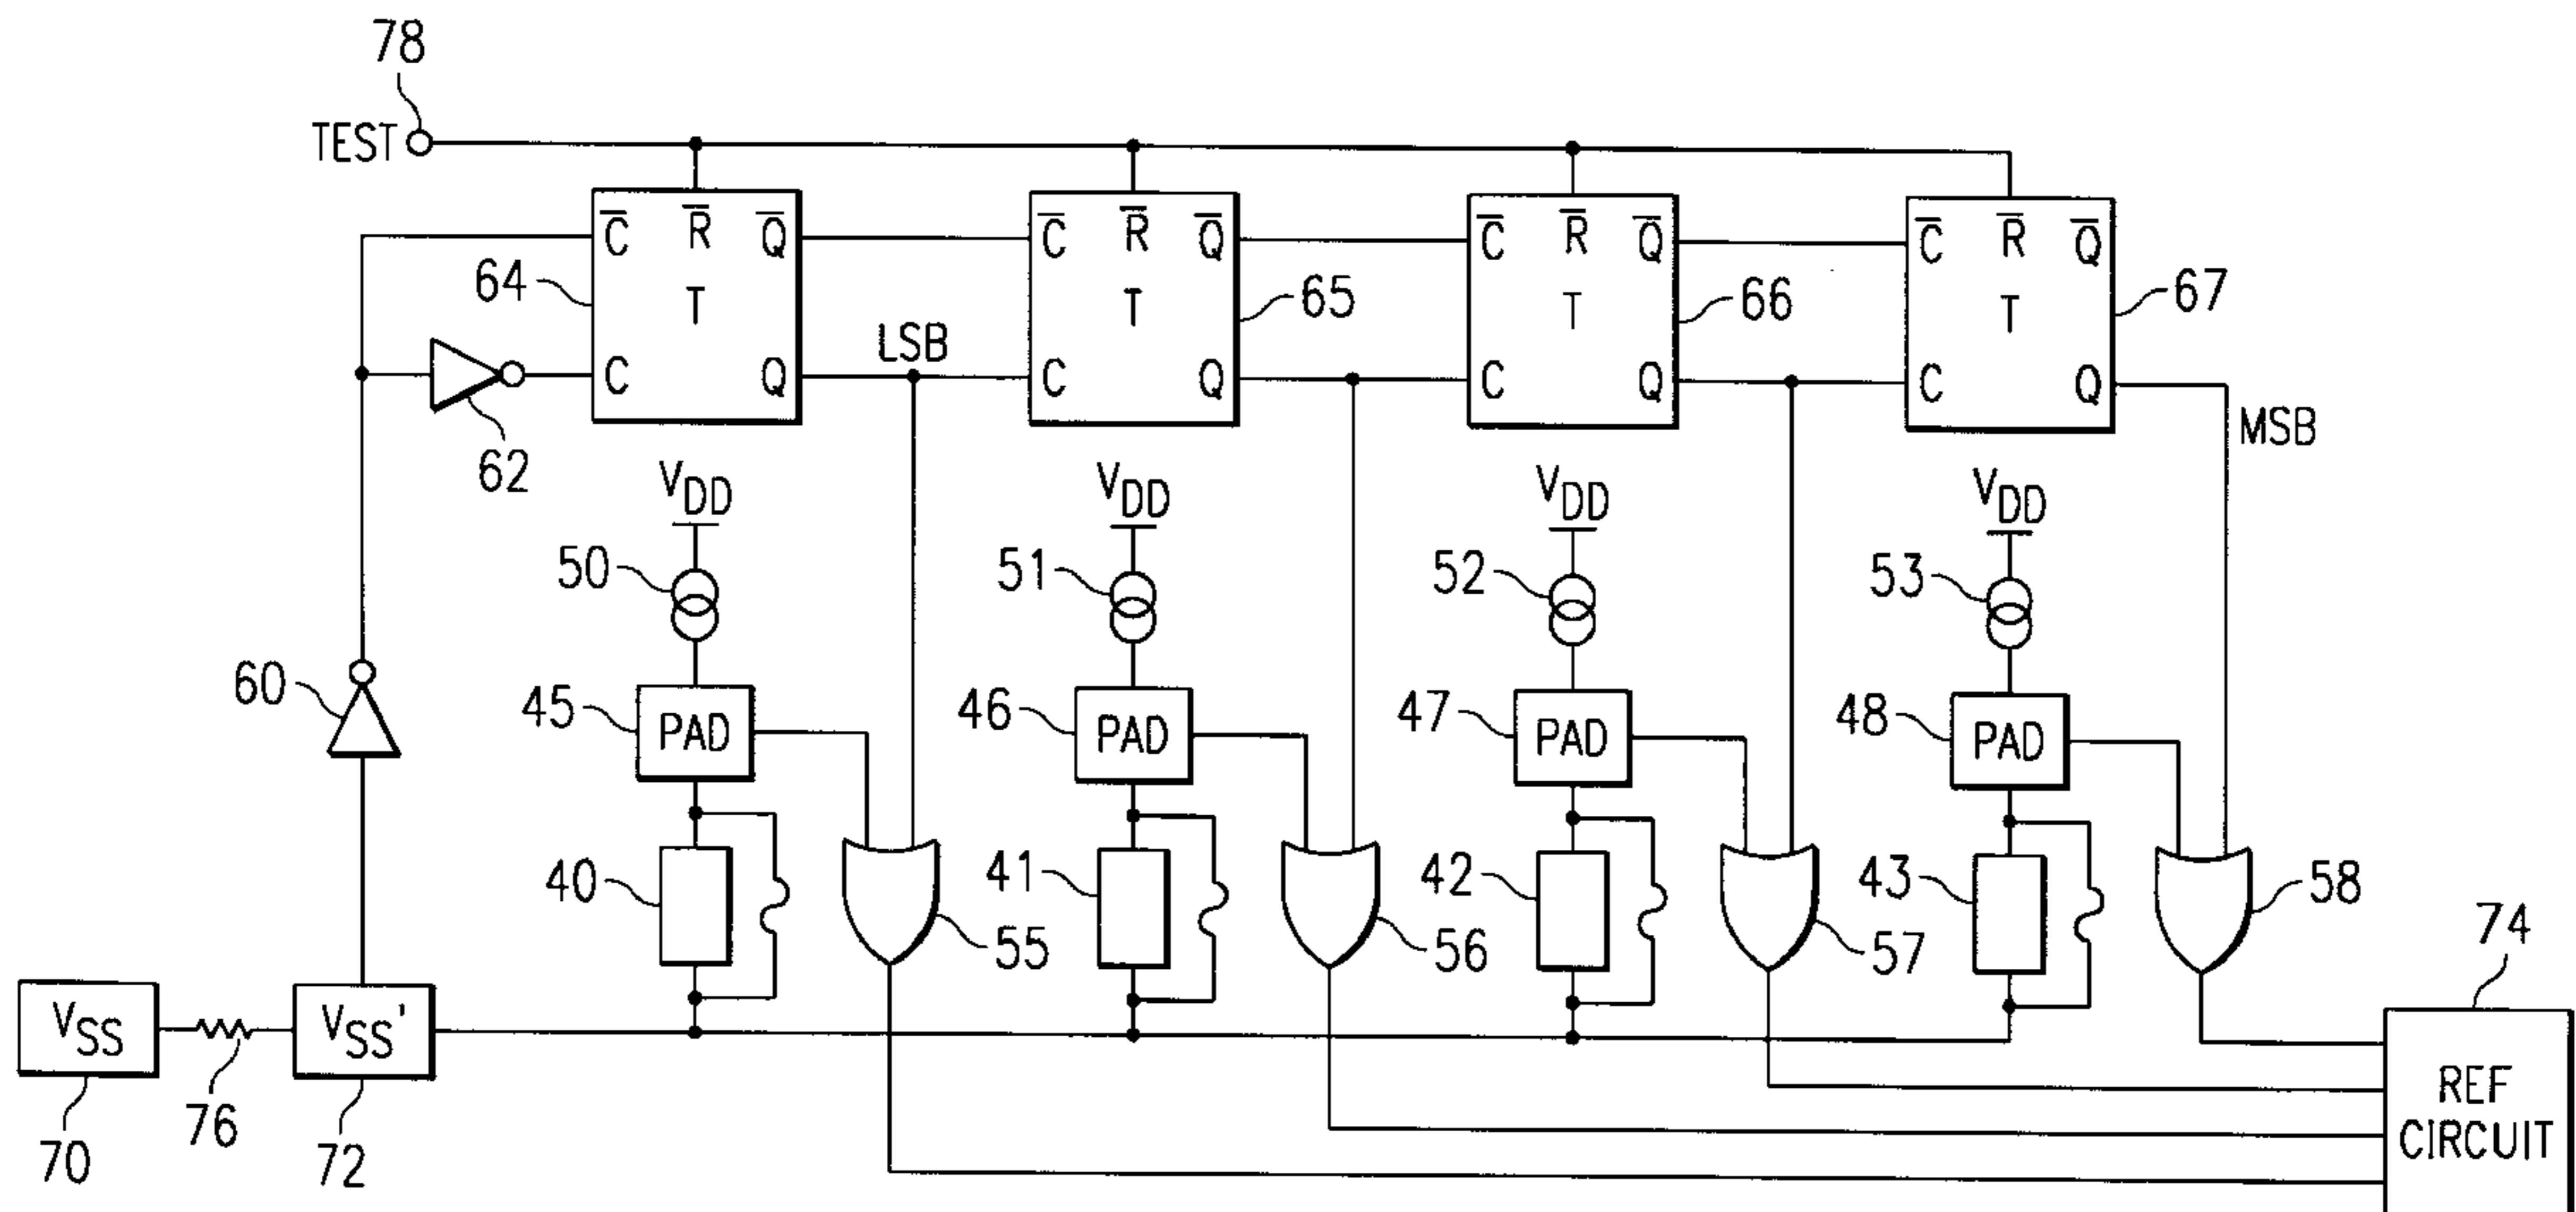 78
TEST
C̅ R̅ Q̅ C̅ R̅ Q̅ C̅ R̅ Q̅ C̅ R̅ Q̅
64 T T 65 T 66 T 67
LSB
C Q C Q C Q C Q
MSB
62
VDD VDD VDD VDD
50 51 52 53
60 45 PAD 46 PAD 47 PAD 48 PAD
40 41 42 43 58
55 56 57 74
VSS VSS'
REF
CIRCUIT
76
70 72